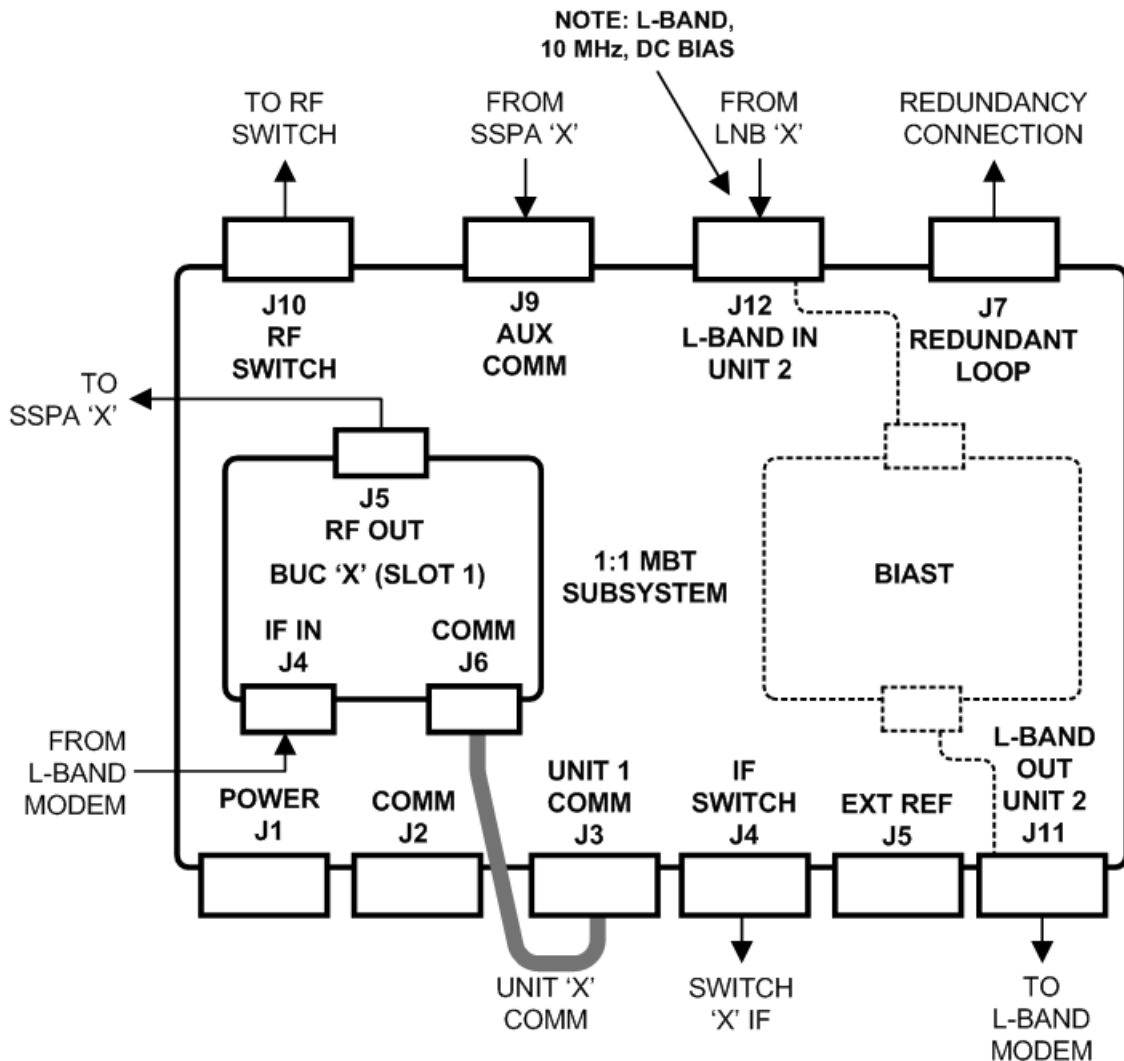 NOTE: L-BAND,
10 MHz, DC BIAS
TO RF
SWITCH
FROM
SSPA ‘X’
FROM
LNB ‘X’
REDUNDANCY
CONNECTION
J10
RF
SWITCH
J9
AUX
COMM
J12
L-BAND IN
UNIT 2
J7
REDUNDANT
LOOP
TO
SSPA ‘X’
J5
RF OUT
BUC ‘X’ (SLOT 1)
IF IN
J4
COMM
J6
1:1 MBT
SUBSYSTEM
BIAST
FROM
L-BAND
MODEM
POWER
J1
COMM
J2
UNIT 1
COMM
J3
IF
SWITCH
J4
EXT REF
J5
L-BAND
OUT
UNIT 2
J11
UNIT ‘X’
COMM
SWITCH
‘X’ IF
TO
L-BAND
MODEM